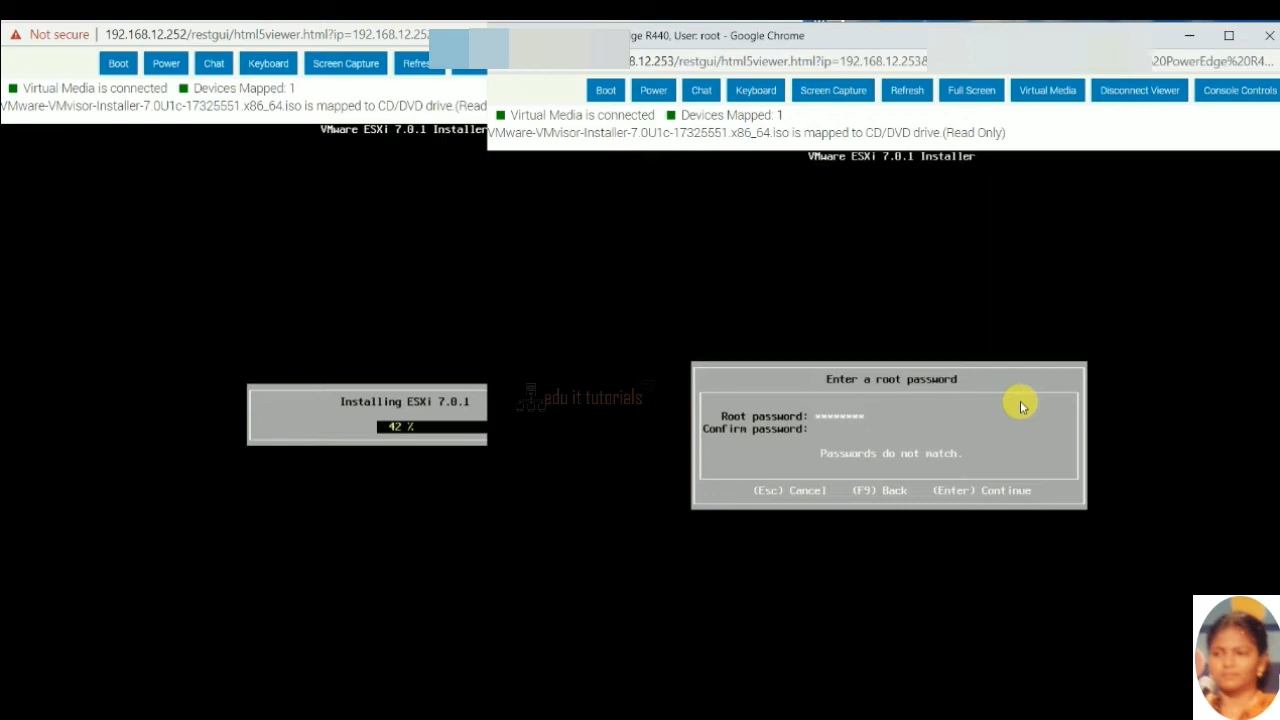 Not secure
192.168.12.252/restgui/html5viewer.html?ip=192.168.12.252
Boot Power Chat Keyboard Screen Capture Refres
Virtual Media is connected Devices Mapped: 1
VMware-VMvisor-Installer-7.0U1c-17325551.x86_64.iso is mapped to CD/DVD drive.(Read
VMware ESXi 7.0.1 Installer
Installing ESXi 7.0.1
42 %
ge R440, User: root - Google Chrome
8.12.253/restgui/html5viewer.html?ip=192.168.12.2538
20PowerEdge%20R4...
Boot Power Chat Keyboard Screen Capture Refresh Full Screen Virtual Media Disconnect Viewer Console Controls
Virtual Media is connected Devices Mapped: 1
VMware-VMvisor-Installer-7.0U1c-17325551.x86_64.iso is mapped to CD/DVD drive.(Read Only)
VMware ESXi 7.0.1 Installer
edu it tutorials
Enter a root password
Root password: ********
Confirm password:
Passwords do not match.
(Esc) Cancel (F9) Back (Enter) Continue